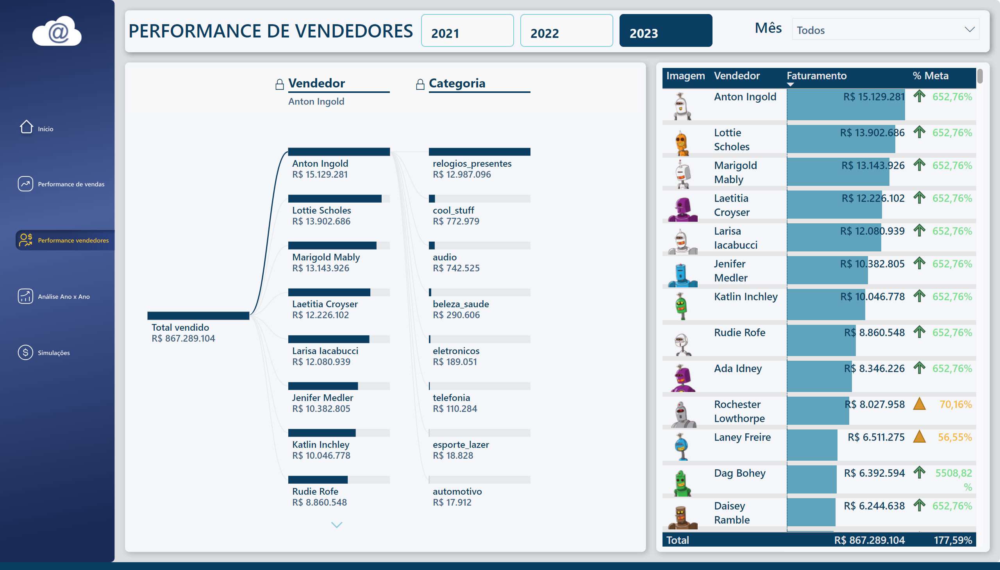 @
Início
Performance de vendas
Performance vendedores
Análise Ano x Ano
Simulações
PERFORMANCE DE VENDEDORES
2021
2022
2023
Mês
Todos
Vendedor
Anton Ingold
Categoria
Total vendido
R$ 867.289.104
Anton Ingold
R$ 15.129.281
Lottie Scholes
R$ 13.902.686
Marigold Mably
R$ 13.143.926
Laetitia Croyser
R$ 12.226.102
Larisa Iacabucci
R$ 12.080.939
Jenifer Medler
R$ 10.382.805
Katlin Inchley
R$ 10.046.778
Rudie Rofe
R$ 8.860.548
relogios_presentes
R$ 12.987.096
cool_stuff
R$ 772.979
audio
R$ 742.525
beleza_saude
R$ 290.606
eletronicos
R$ 189.051
telefonia
R$ 110.284
esporte_lazer
R$ 18.828
automotivo
R$ 17.912
Imagem Vendedor Faturamento % Meta
Anton Ingold R$ 15.129.281 652,76%
Lottie R$ 13.902.686 652,76%
Scholes
Marigold R$ 13.143.926 652,76%
Mably
Laetitia R$ 12.226.102 652,76%
Croyser
Larisa R$ 12.080.939 652,76%
Iacabucci
Jenifer R$ 10.382.805 652,76%
Medler
Katlin Inchley R$ 10.046.778 652,76%
Rudie Rofe R$ 8.860.548 652,76%
Ada Idney R$ 8.346.226 652,76%
Rochester R$ 8.027.958 70,16%
Lowthorpe
Laney Freire R$ 6.511.275 56,55%
Dag Bohey R$ 6.392.594 5508,82
%
Daisey R$ 6.244.638 652,76%
Ramble
Total R$ 867.289.104 177,59%